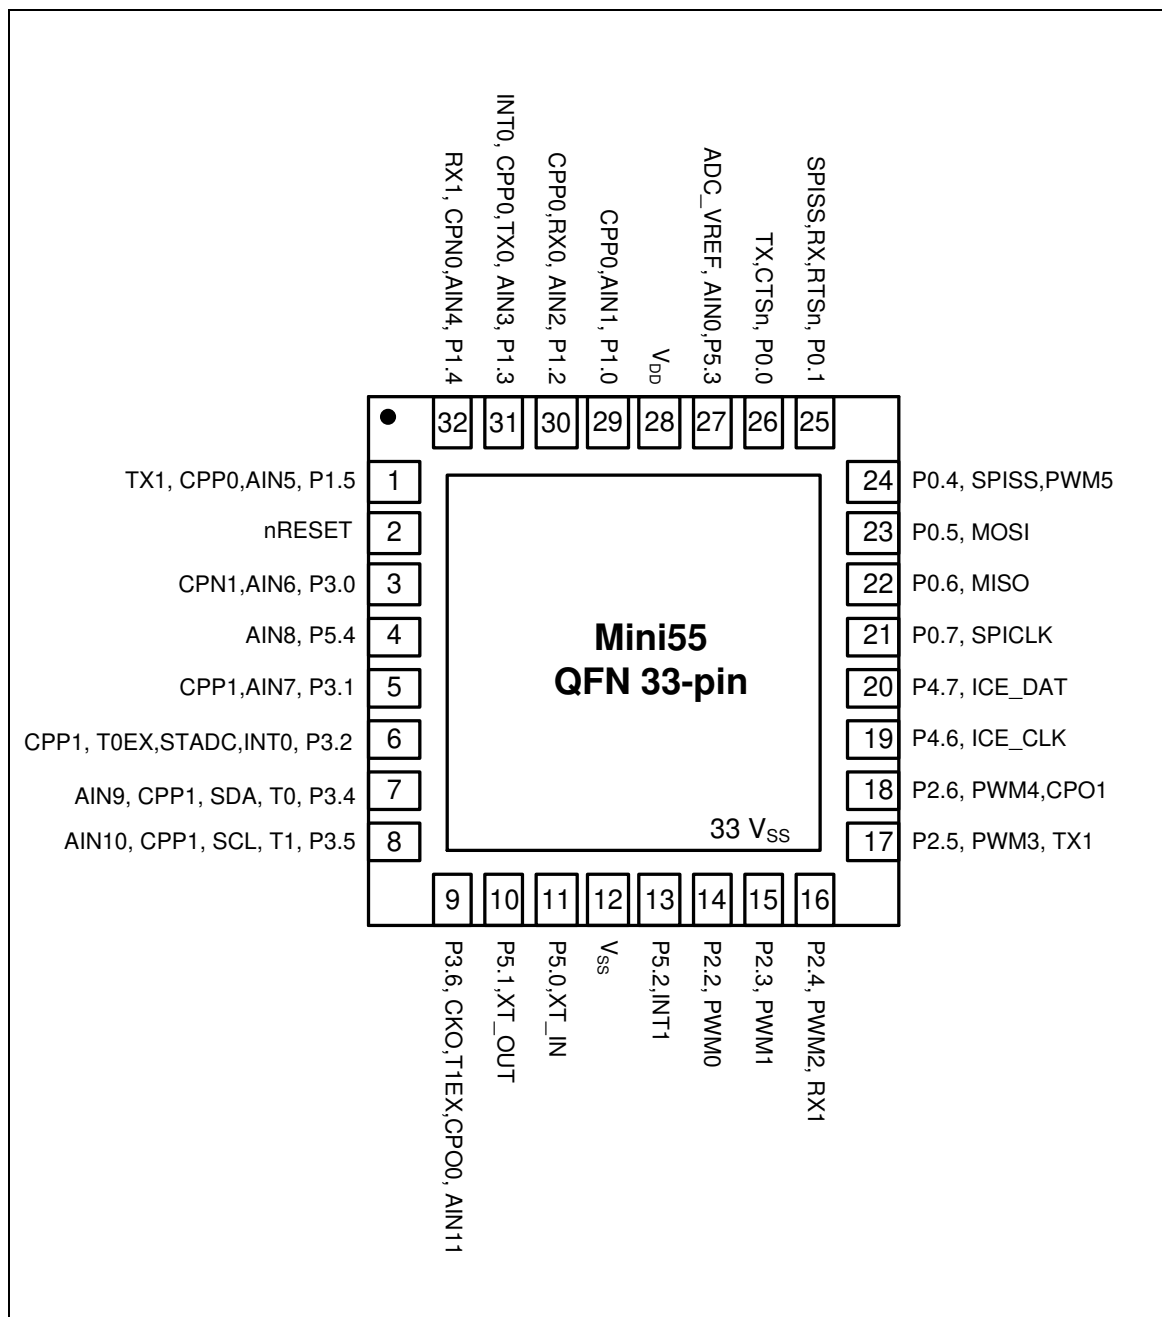 RX1, CPN0,AIN4, P1.4
INT0, CPP0,TX0, AIN3, P1.3
CPP0,RX0, AIN2, P1.2
CPP0,AIN1, P1.0
VDD
ADC_VREF, AIN0,P5.3
TX,CTSn, P0.0
SPISS,RX,RTSn, P0.1
32 31 30 29 28 27 26 25
TX1, CPP0,AIN5, P1.5 1
nRESET 2
CPN1,AIN6, P3.0 3
AIN8, P5.4 4
CPP1,AIN7, P3.1 5
CPP1, T0EX,STADC,INT0, P3.2 6
AIN9, CPP1, SDA, T0, P3.4 7
AIN10, CPP1, SCL, T1, P3.5 8
Mini55
QFN 33-pin
33 VSS
24 P0.4, SPISS,PWM5
23 P0.5, MOSI
22 P0.6, MISO
21 P0.7, SPICLK
20 P4.7, ICE_DAT
19 P4.6, ICE_CLK
18 P2.6, PWM4,CPO1
17 P2.5, PWM3, TX1
9 10 11 12 13 14 15 16
P3.6, CKO,T1EX,CPO0, AIN11
P5.1,XT_OUT
P5.0,XT_IN
VSS
P5.2,INT1
P2.2, PWM0
P2.3, PWM1
P2.4, PWM2, RX1